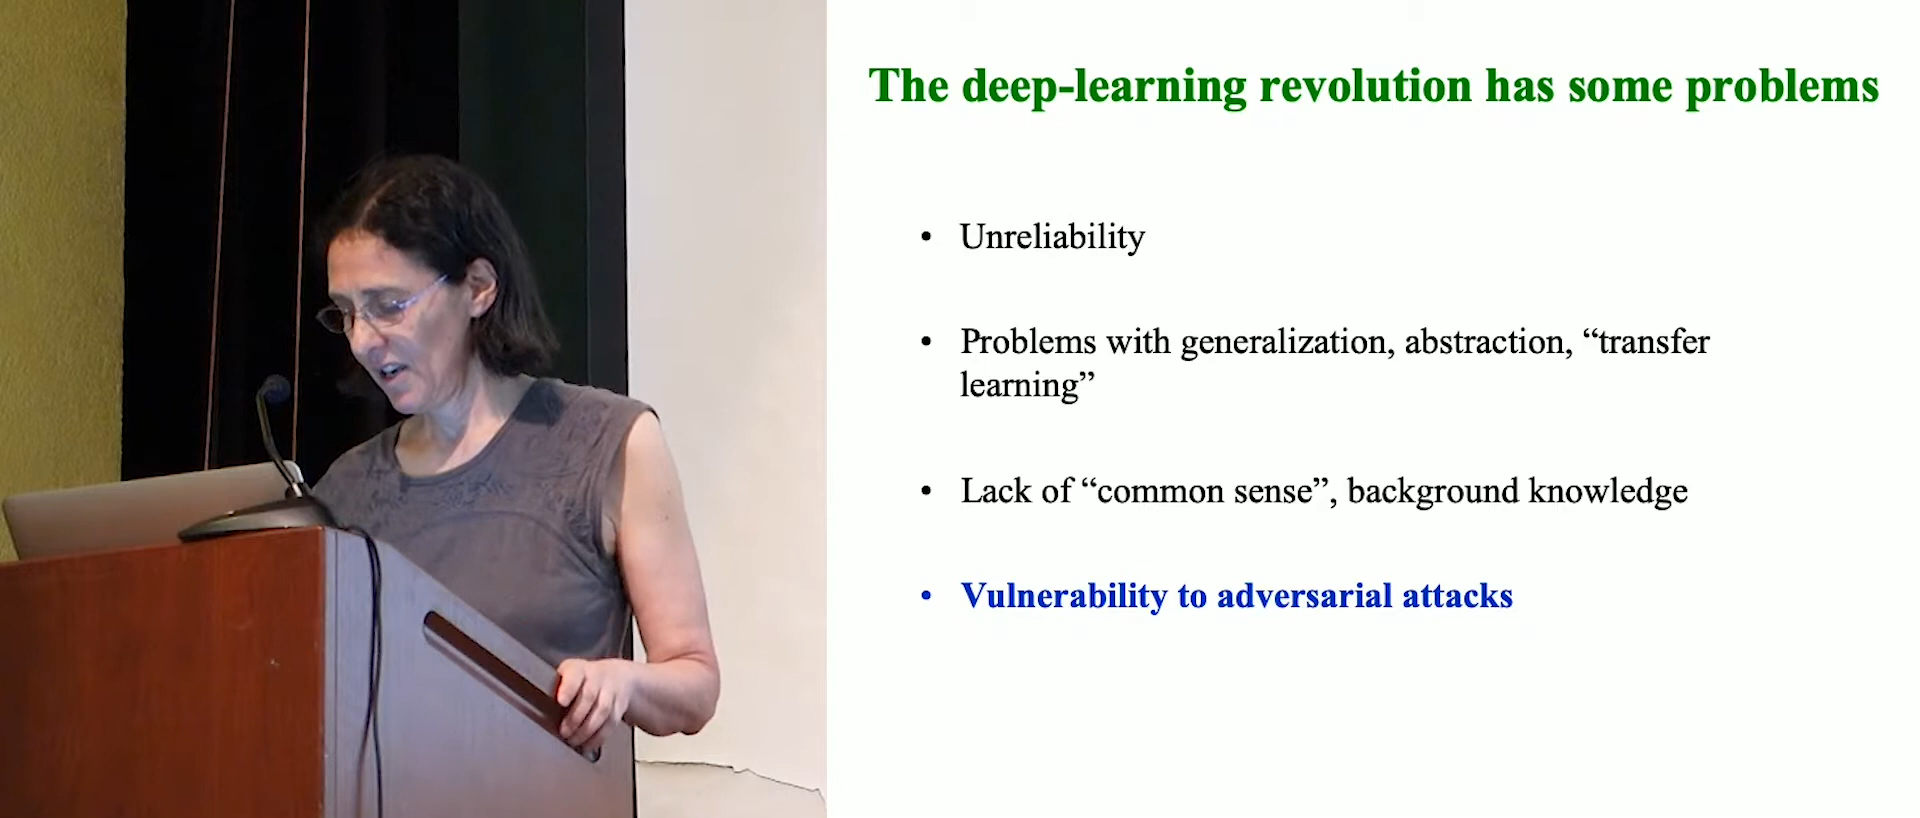 The deep-learning revolution has some problems
• Unreliability
• Problems with generalization, abstraction, “transfer
learning”
• Lack of “common sense”, background knowledge
• Vulnerability to adversarial attacks